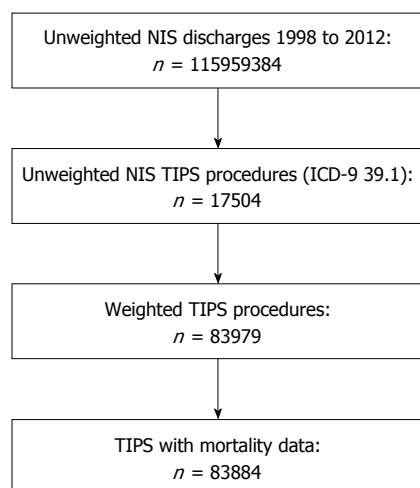 Unweighted NIS discharges 1998 to 2012:
n = 115959384
Unweighted NIS TIPS procedures (ICD-9 39.1):
n = 17504
Weighted TIPS procedures:
n = 83979
TIPS with mortality data:
n = 83884